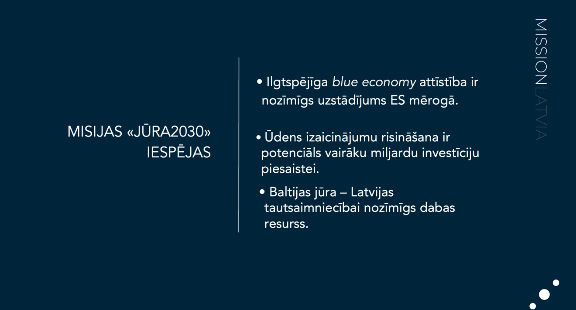 MISIJAS «JŪRA2030»
IESPĒJAS
• Ilgtspējīga blue economy attīstība ir
nozīmīgs uzstādījums ES mērogā.
• Ūdens izaicinājumu risināšana ir
potenciāls vairāku miljardu investīciju
piesaistei.
• Baltijas jūra – Latvijas
tautsaimniecībai nozīmīgs dabas
resurss.
MISSION LATVIA